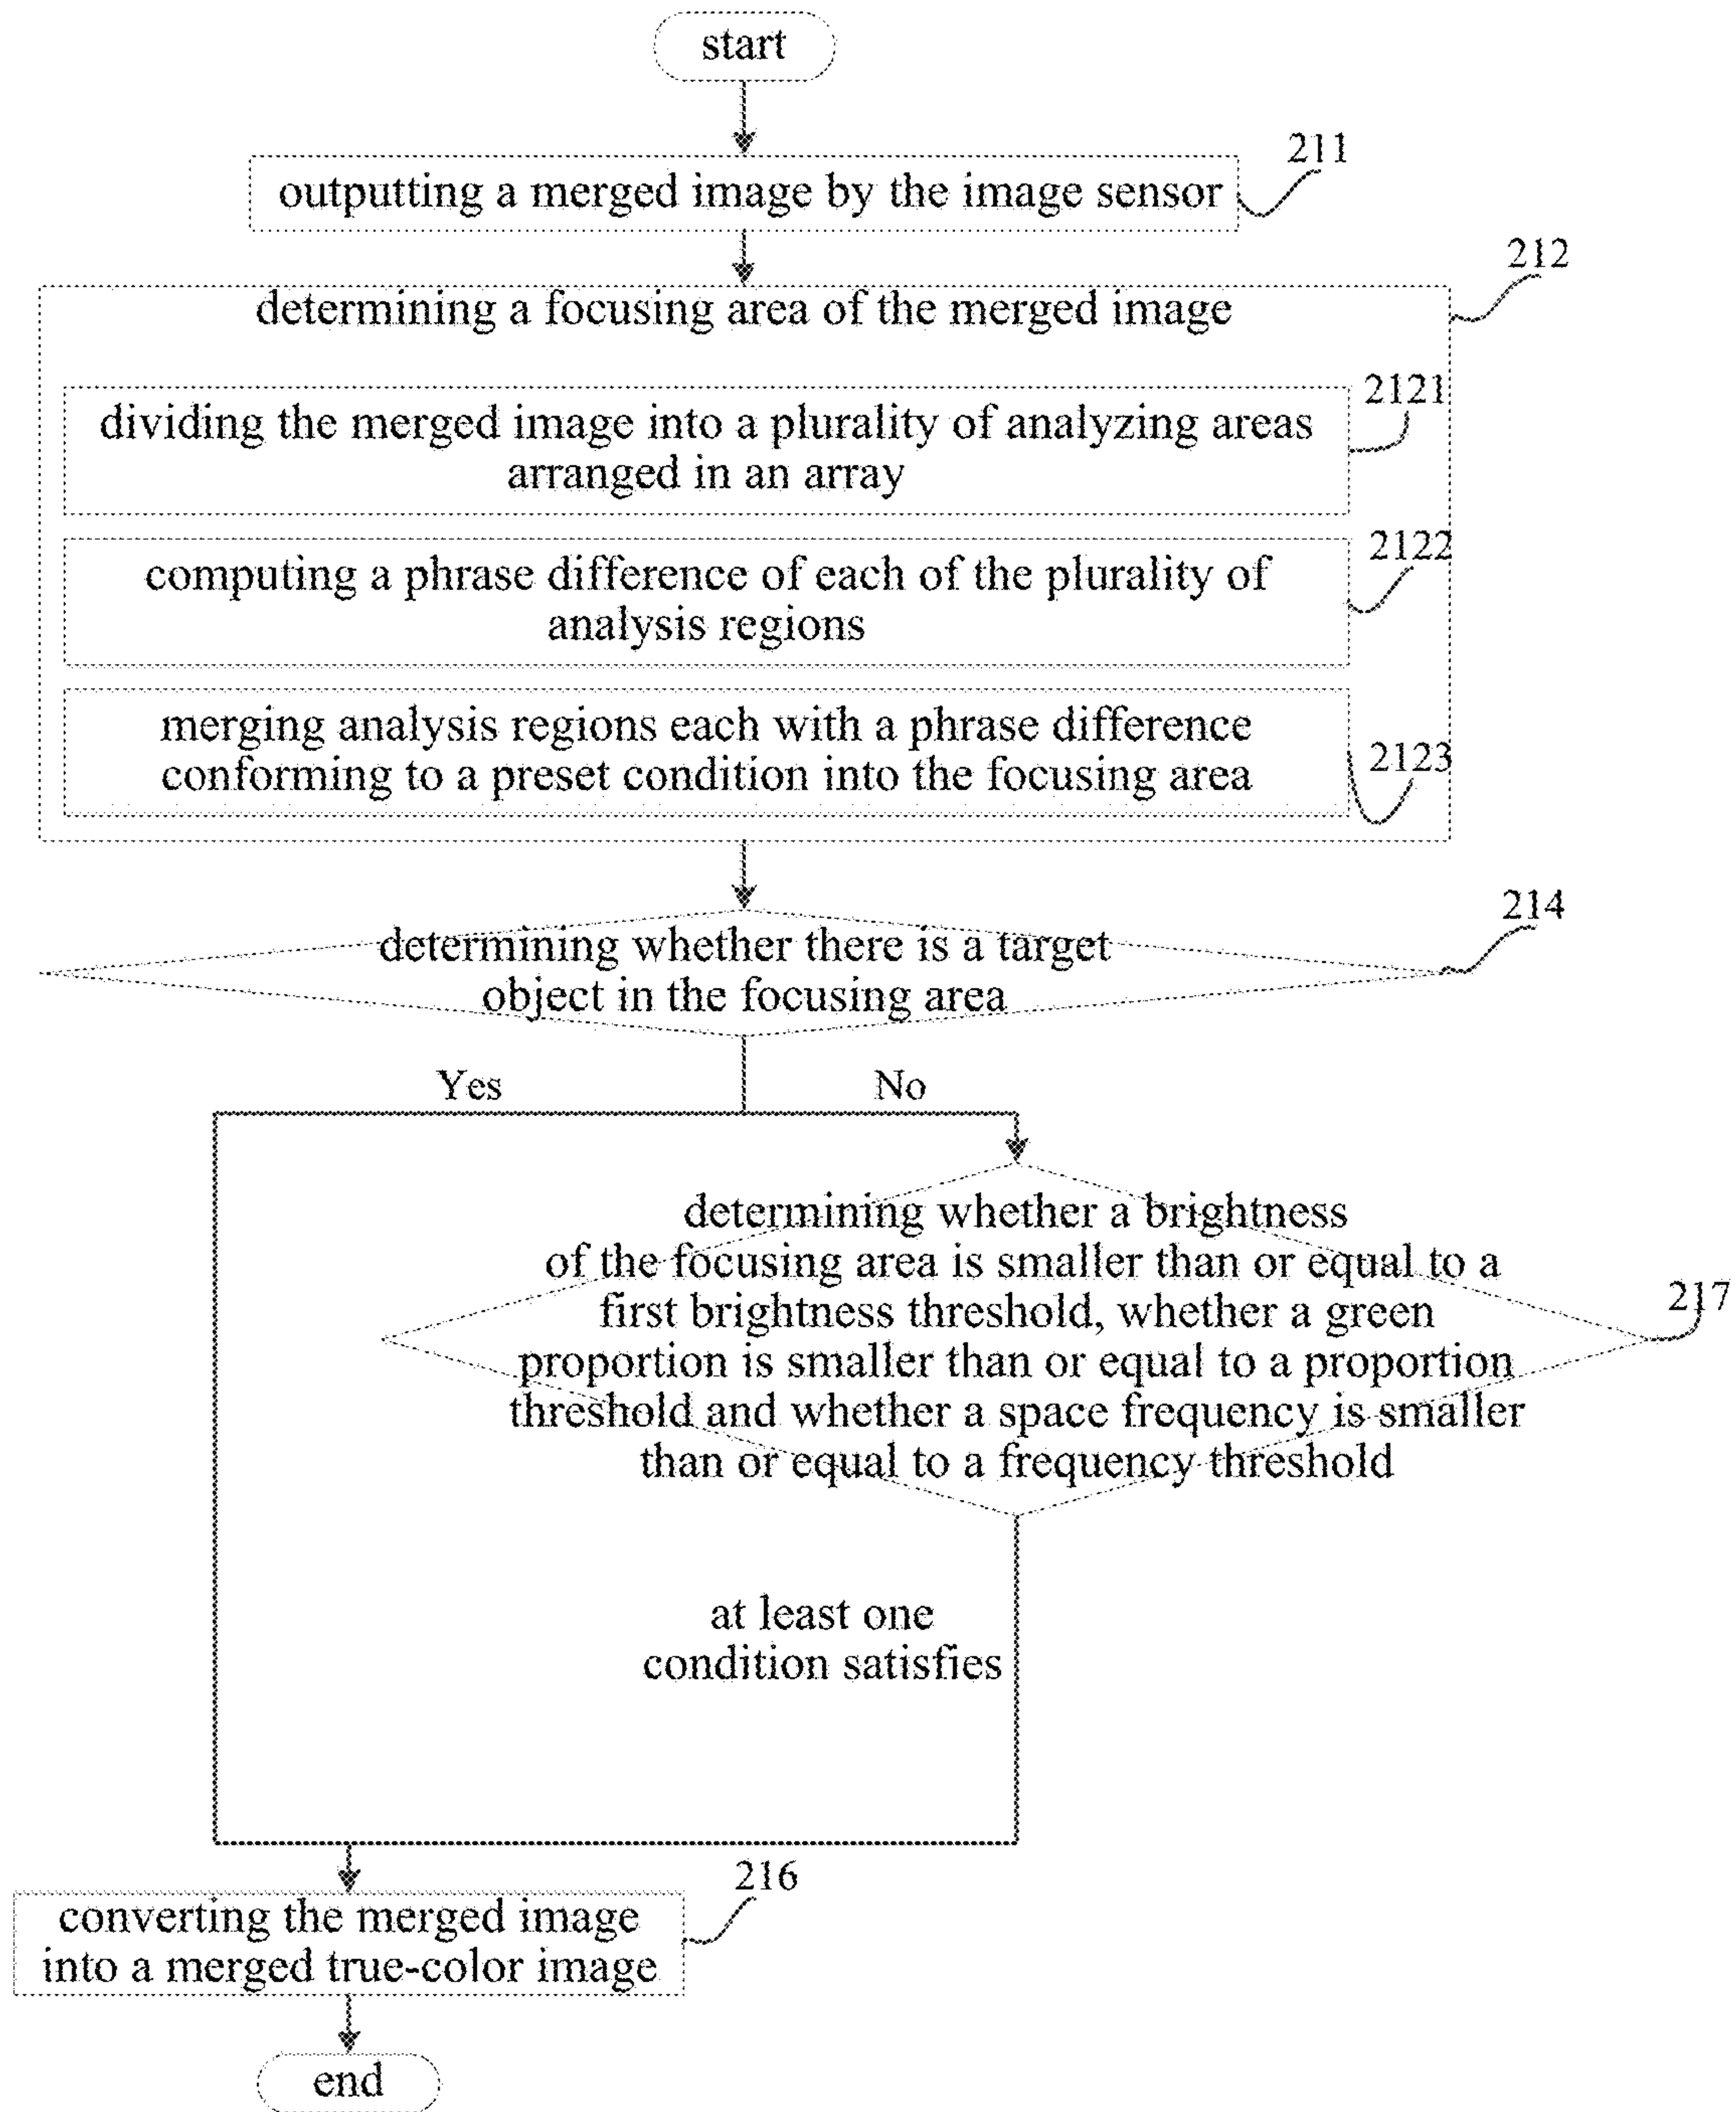 start
211
outputting a merged image by the image sensor
212
determining a focusing area of the merged image
2121
dividing the merged image into a plurality of analyzing areas
arranged in an array
2122
computing a phrase difference of each of the plurality of
analysis regions
merging analysis regions each with a phrase difference
2123
conforming to a preset condition into the focusing area
214
determining whether there is a target
object in the focusing area
Yes
No
determining whether a brightness
of the focusing area is smaller than or equal to a
217
first brightness threshold, whether a green
proportion is smaller than or equal to a proportion
threshold and whether a space frequency is smaller
than or equal to a frequency threshold
at least one
condition satisfies
216
converting the merged image
into a merged true-color image
end